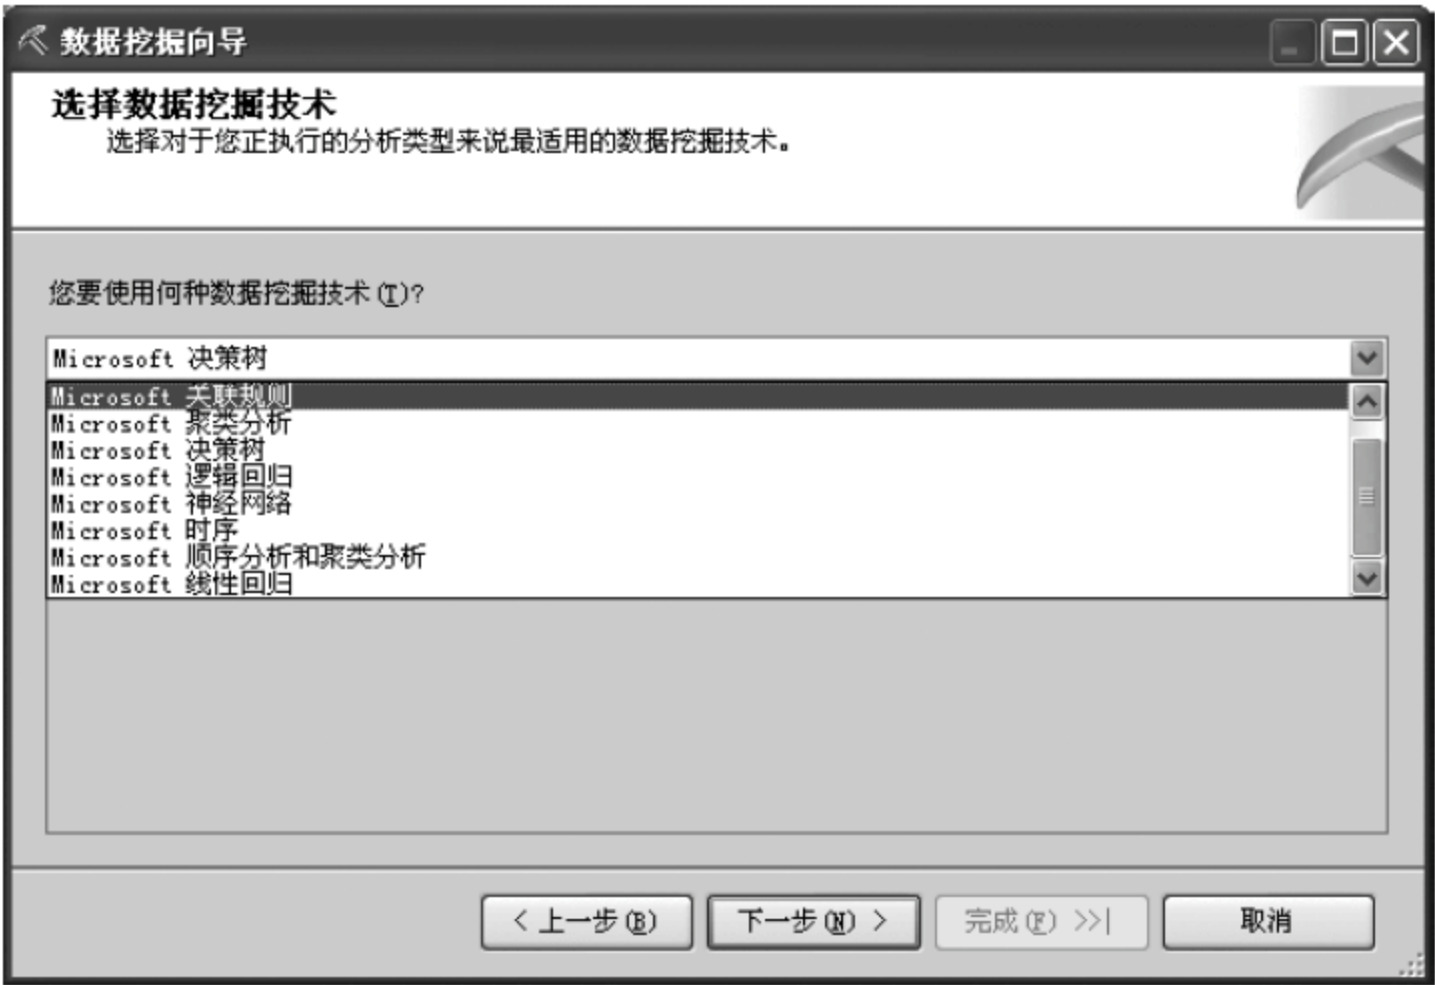 数据挖掘向导
选择数据挖掘技术
选择对于您正执行的分析类型来说最适用的数据挖掘技术。
您要使用何种数据挖掘技术(T)?
Microsoft 决策树
Microsoft 关联规则
Microsoft 聚类分析
Microsoft 决策树
Microsoft 逻辑回归
Microsoft 神经网络
Microsoft 时序
Microsoft 顺序分析和聚类分析
Microsoft 线性回归
< 上一步(B)
下一步(N) >
完成(F) >>|
取消